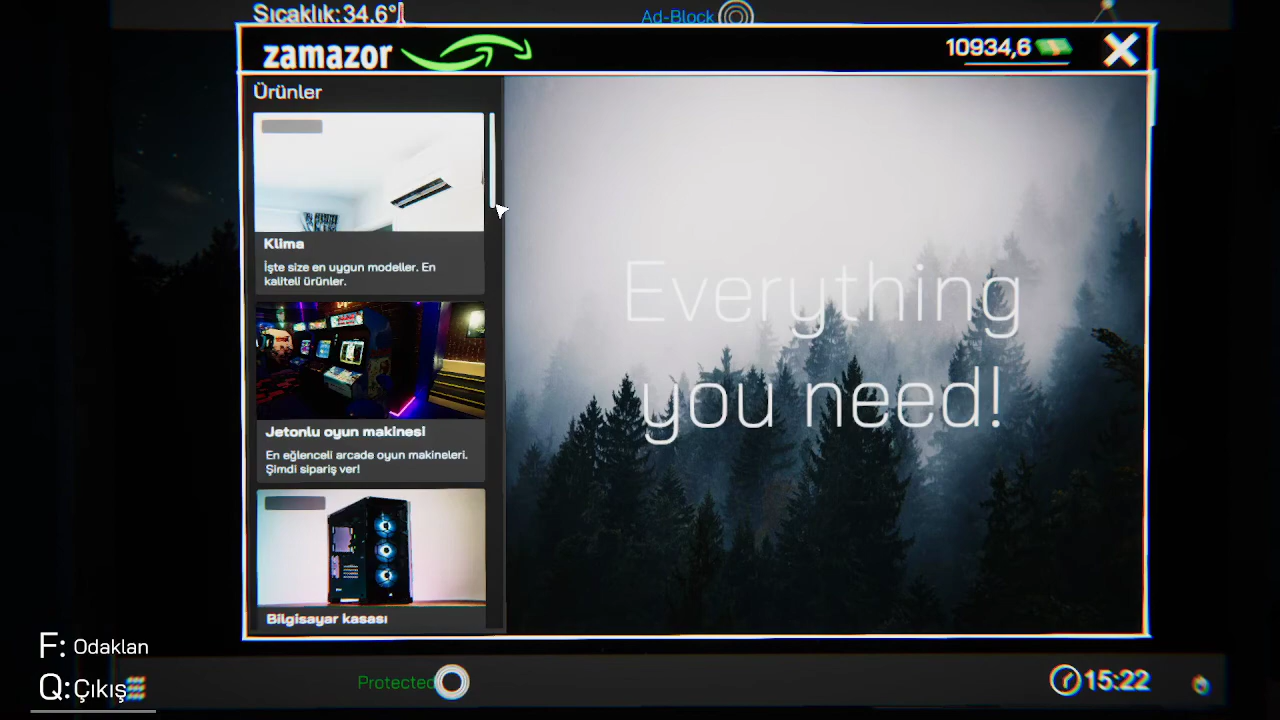 Sıcaklık: 34.6°
Ad-Block
zamazor
10934,6
Ürünler
Klima
İşte size en uygun modeller. En
kaliteli ürünler.
Jetonlu oyun makinesi
En eğlenceli arcade oyun makineleri.
Şimdi sipariş ver!
Bilgisayar kasası
Everything
you need!
F: Odaklan
Q: Çıkış
Protected
15:22